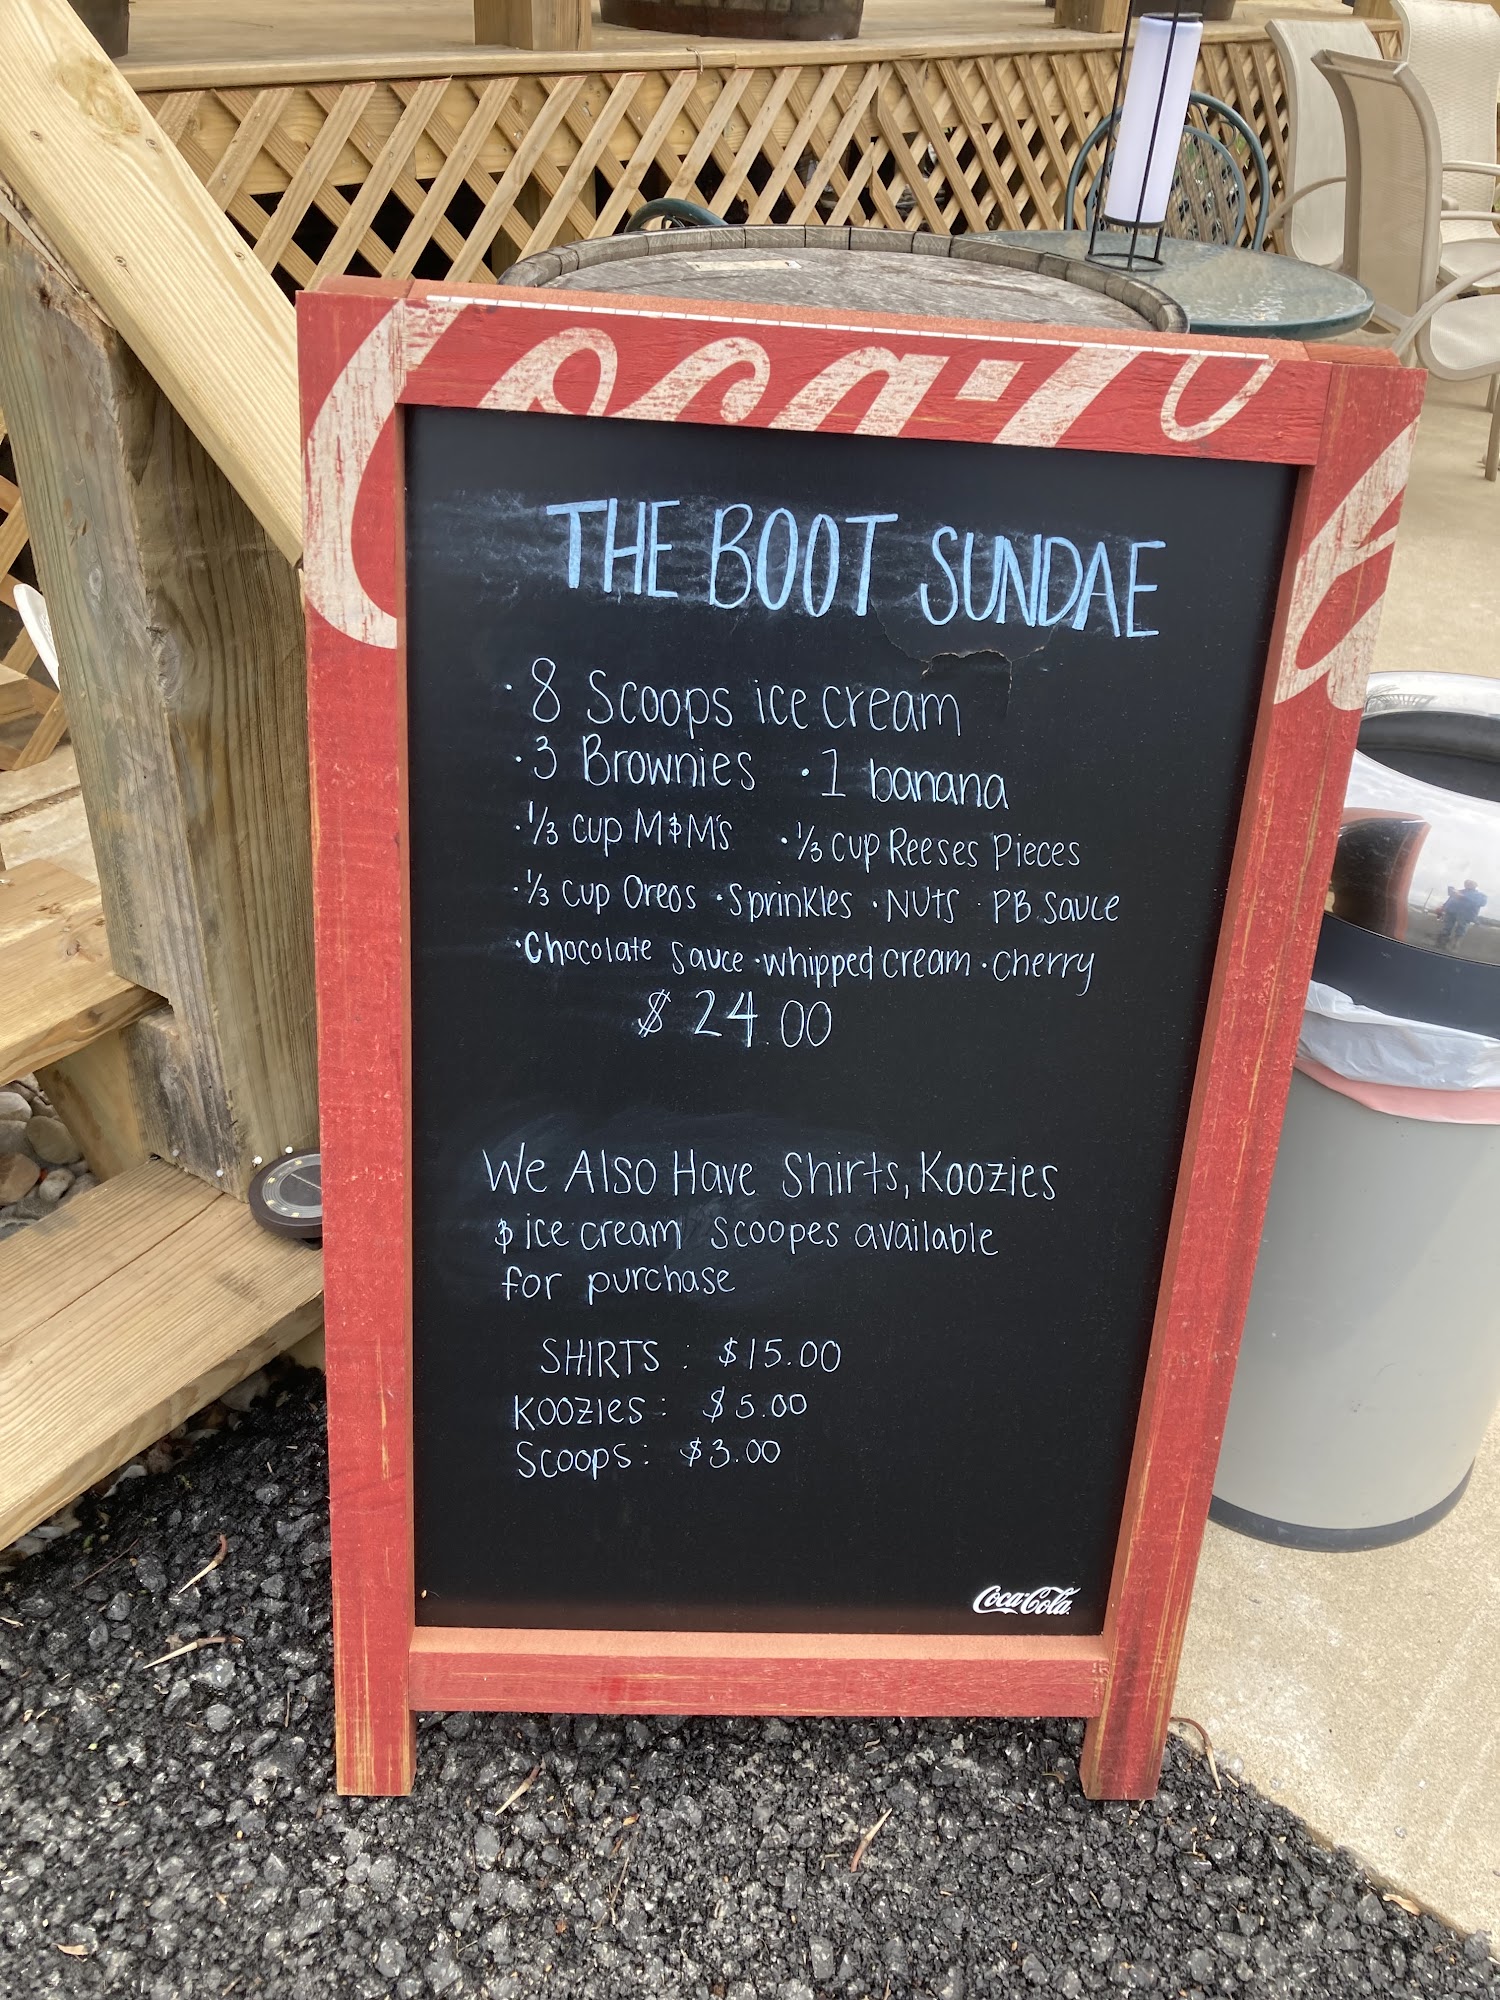 Coca-Co
THE BOOT SUNDAE
· 8 Scoops ice cream
· 3 Brownies · 1 banana
· 1/3 cup M&M's · 1/3 cup Reeses Pieces
· 1/3 cup Oreos · Sprinkles · Nuts · PB Sauce
· Chocolate Sauce · whipped cream · cherry
$ 24.00
We Also Have Shirts, Koozies
& ice cream scoopes available
for purchase
SHIRTS : $15.00
KOOZIES : $5.00
SCOOPS : $3.00
Coca-Cola